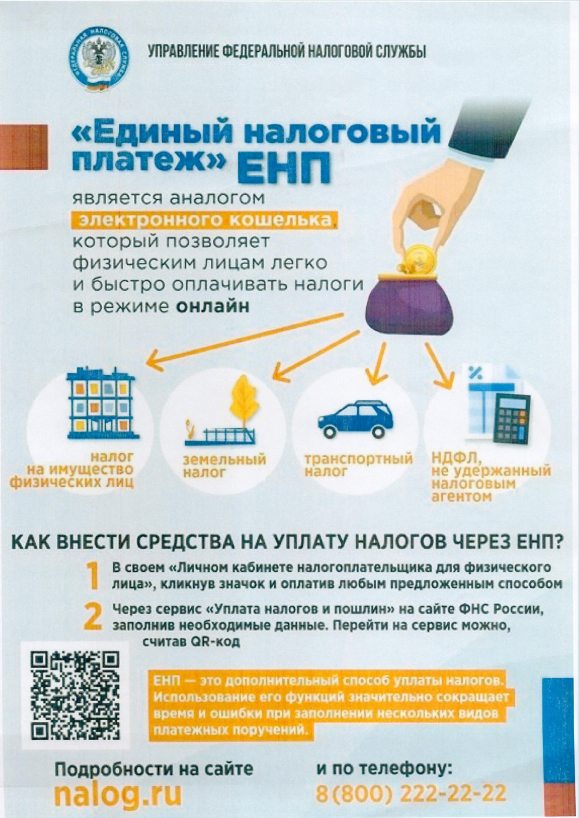 УПРАВЛЕНИЕ ФЕДЕРАЛЬНОЙ НАЛОГОВОЙ СЛУЖБЫ
«Единый налоговый
платеж» ЕНП
является аналогом
электронного кошелька,
который позволяет
физическим лицам легко
и быстро оплачивать налоги
в режиме онлайн
налог
на имущество
физических лиц
земельный
налог
транспортный
налог
НДФЛ,
не удержанный
налоговым
агентом
КАК ВНЕСТИ СРЕДСТВА НА УПЛАТУ НАЛОГОВ ЧЕРЕЗ ЕНП?
1 В своем «Личном кабинете налогоплательщика для физического
лица», кликнув значок и оплатив любым предложенным способом
2 Через сервис «Уплата налогов и пошлин» на сайте ФНС России,
заполнив необходимые данные. Перейти на сервис можно,
считав QR-код
ЕНП — это дополнительный способ уплаты налогов.
Использование его функций значительно сокращает
время и ошибки при заполнении нескольких видов
платежных поручений.
Подробности на сайте
nalog.ru
и по телефону:
8 (800) 222-22-22